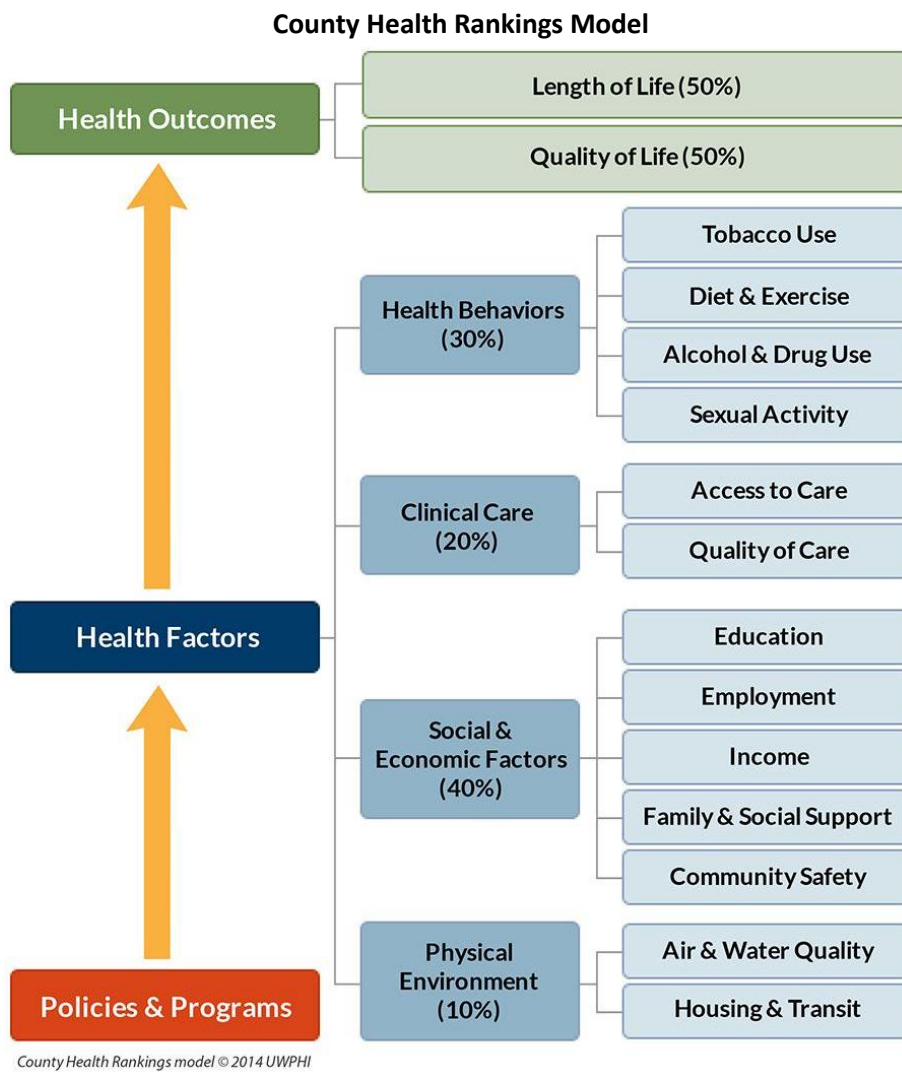 County Health Rankings Model
Health Outcomes
Length of Life (50%)
Quality of Life (50%)
Health Behaviors
(30%)
Tobacco Use
Diet & Exercise
Alcohol & Drug Use
Sexual Activity
Clinical Care
(20%)
Access to Care
Quality of Care
Health Factors
Social &
Economic Factors
(40%)
Education
Employment
Income
Family & Social Support
Community Safety
Physical
Environment
(10%)
Air & Water Quality
Housing & Transit
Policies & Programs
County Health Rankings model © 2014 UWPHI